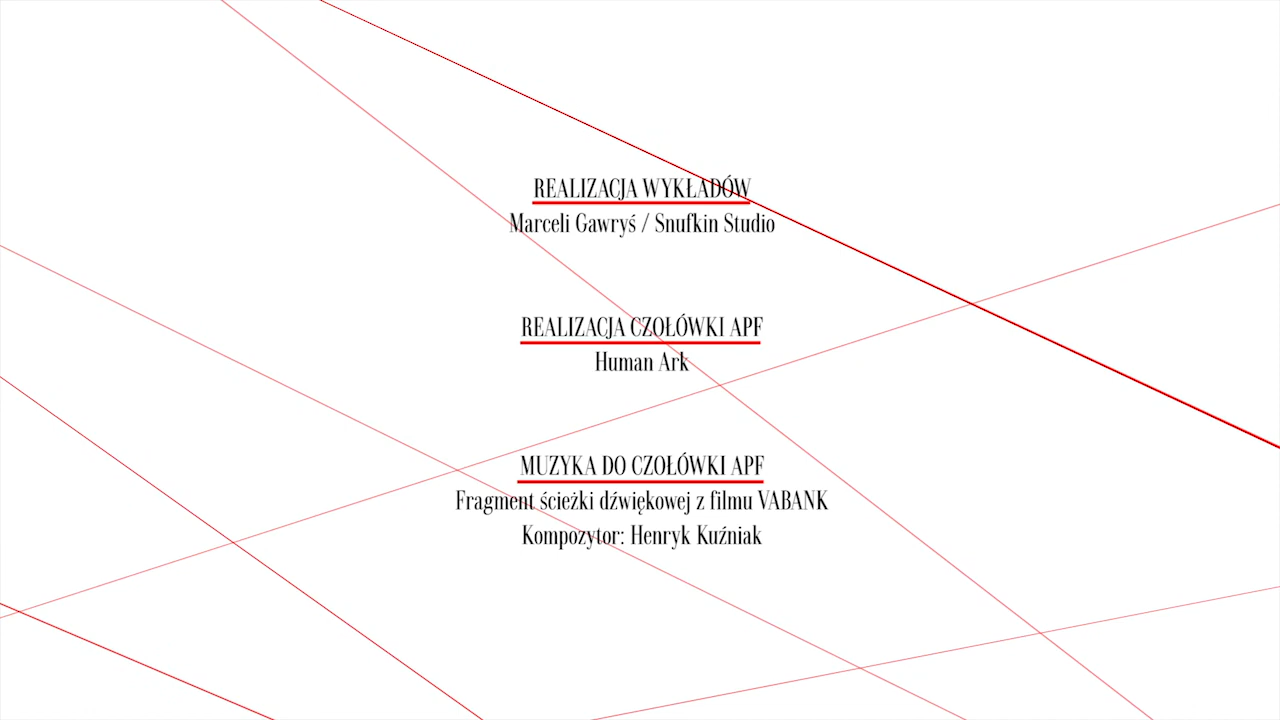 REALIZACJA WYKŁADÓW
Marceli Gawryś / Snufkin Studio
REALIZACJA CZOŁÓWKI APF
Human Ark
MUZYKA DO CZOŁÓWKI APF
Fragment ścieżki dźwiękowej z filmu VABANK
Kompozytor: Henryk Kuźniak